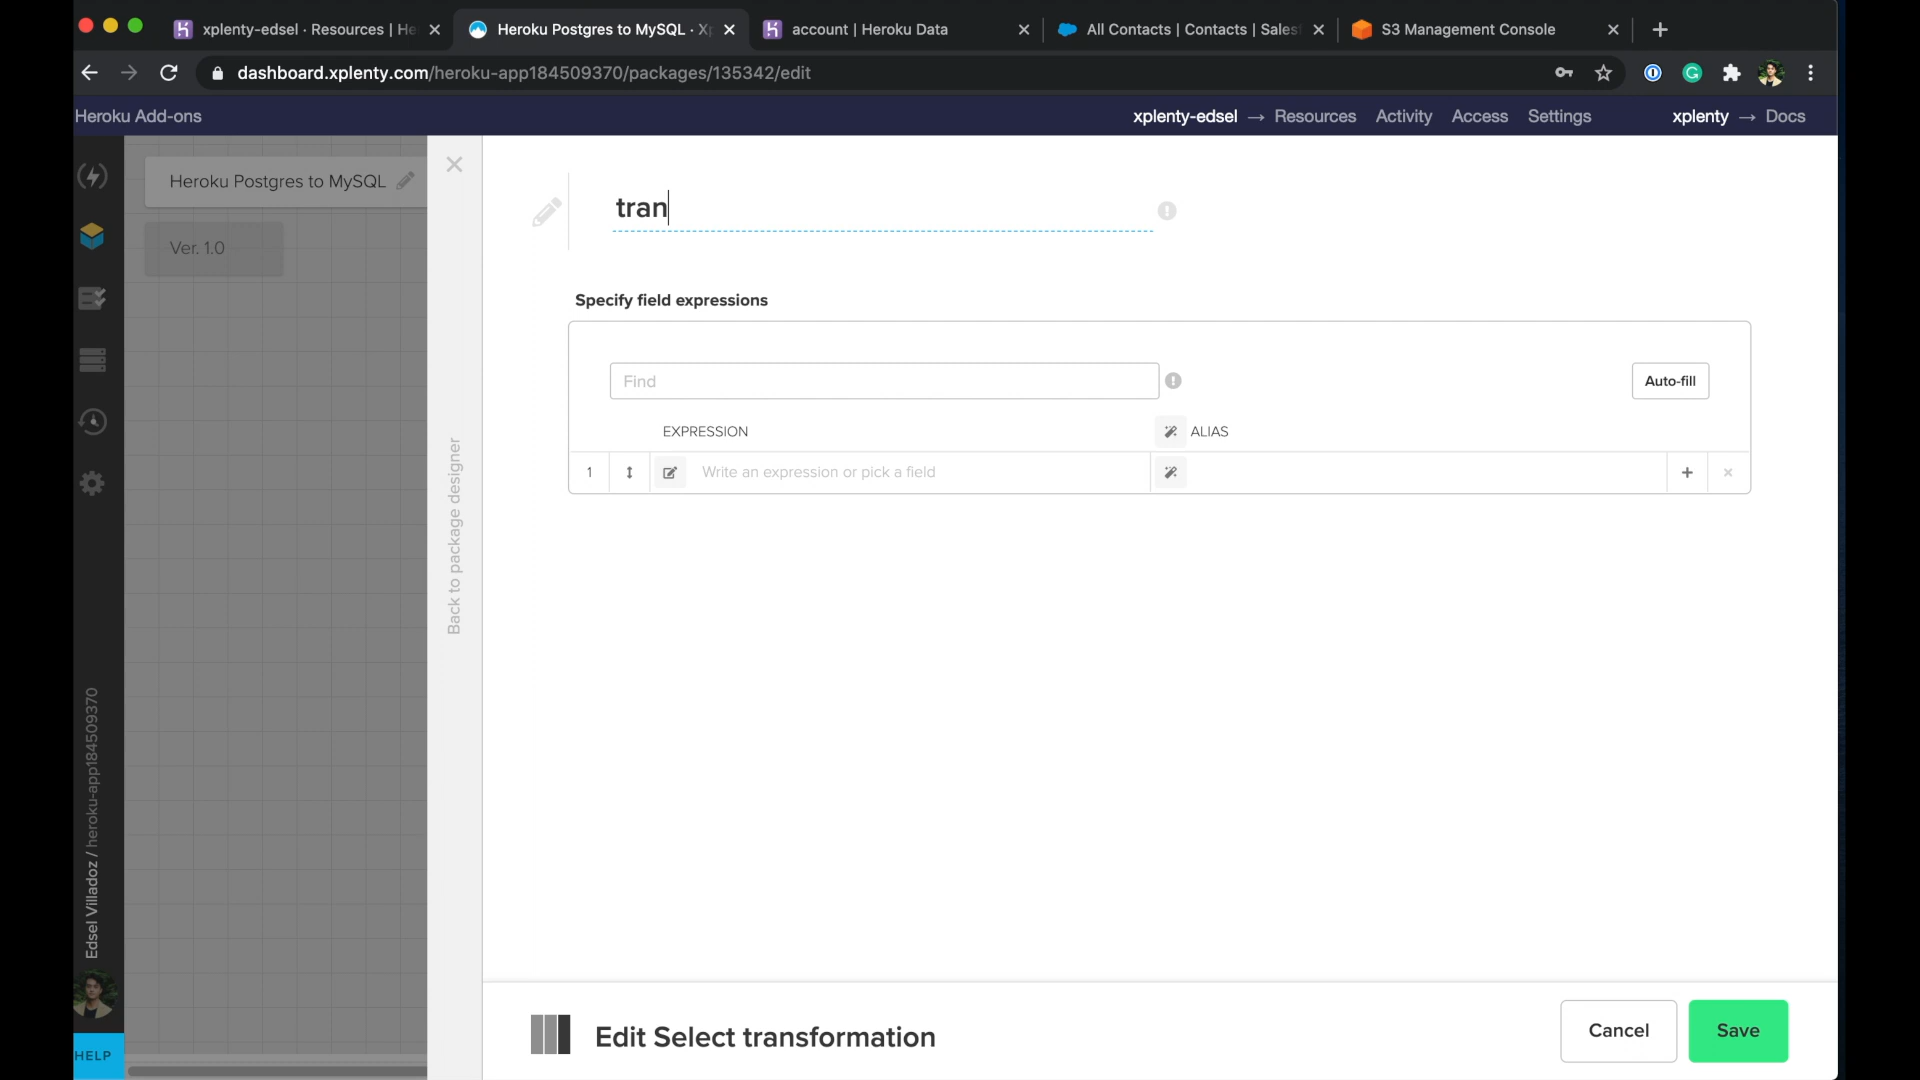 xplenty-edsel · Resources | He
Heroku Postgres to MySQL · Xp
account | Heroku Data
All Contacts | Contacts | Salesf
S3 Management Console
dashboard.xplenty.com/heroku-app184509370/packages/135342/edit
Heroku Add-ons
xplenty-edsel → Resources Activity Access Settings
xplenty → Docs
Heroku Postgres to MySQL
Ver. 1.0
Back to package designer
tran
Specify field expressions
Find
Auto-fill
EXPRESSION
ALIAS
1
Write an expression or pick a field
Edsel Villadoz / heroku-app184509370
HELP
Edit Select transformation
Cancel
Save